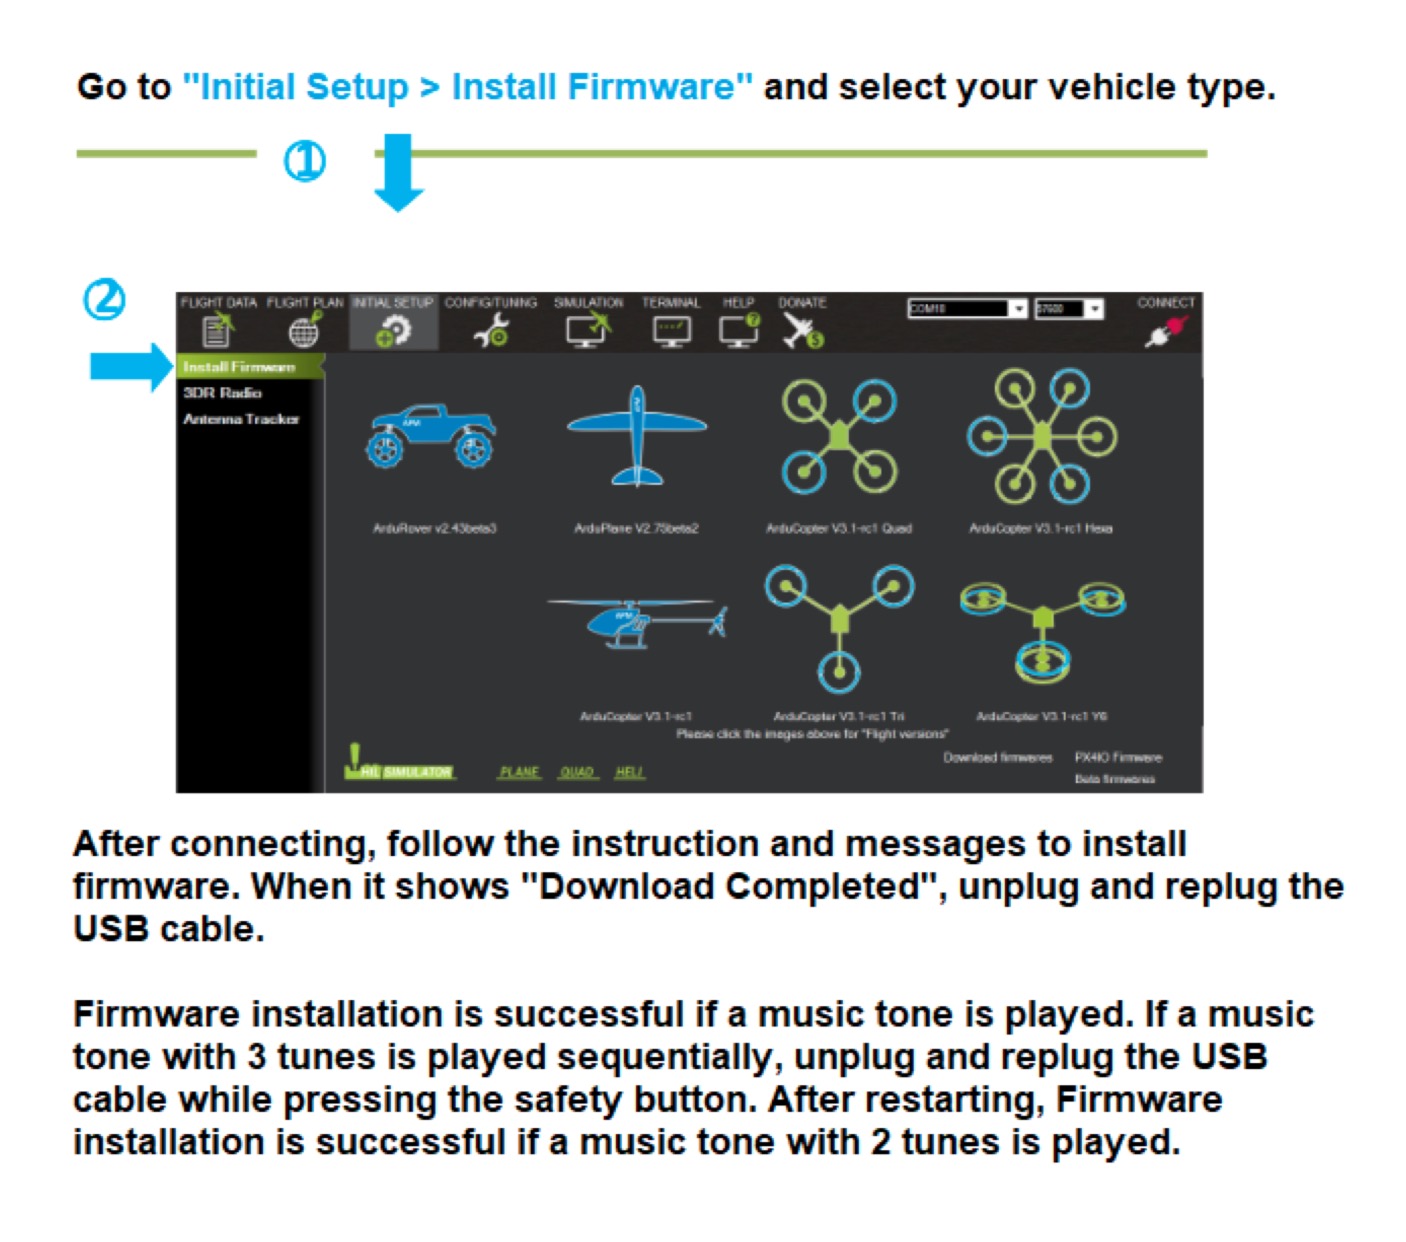 Go to "Initial Setup > Install Firmware" and select your vehicle type.
①
②
FLIGHT DATA FLIGHT PLAN INITIAL SETUP CONFIG/TUNING SIMULATION TERMINAL HELP DONATE COM10 57600 CONNECT
Install Firmware
3DR Radio
Antenna Tracker
ArduRover v2.43beta3 ArduPlane V2.75beta2 ArduCopter V3.1-rc1 Quad ArduCopter V3.1-rc1 Hexa
ArduCopter V3.1-rc1 ArduCopter V3.1-rc1 Tri ArduCopter V3.1-rc1 Y6
Please click the images above for "Flight versions"
Download firmwares PX4IO Firmware
HIL SIMULATOR PLANE QUAD HELI
Beta firmwares
After connecting, follow the instruction and messages to install
firmware. When it shows "Download Completed", unplug and replug the
USB cable.
Firmware installation is successful if a music tone is played. If a music
tone with 3 tunes is played sequentially, unplug and replug the USB
cable while pressing the safety button. After restarting, Firmware
installation is successful if a music tone with 2 tunes is played.